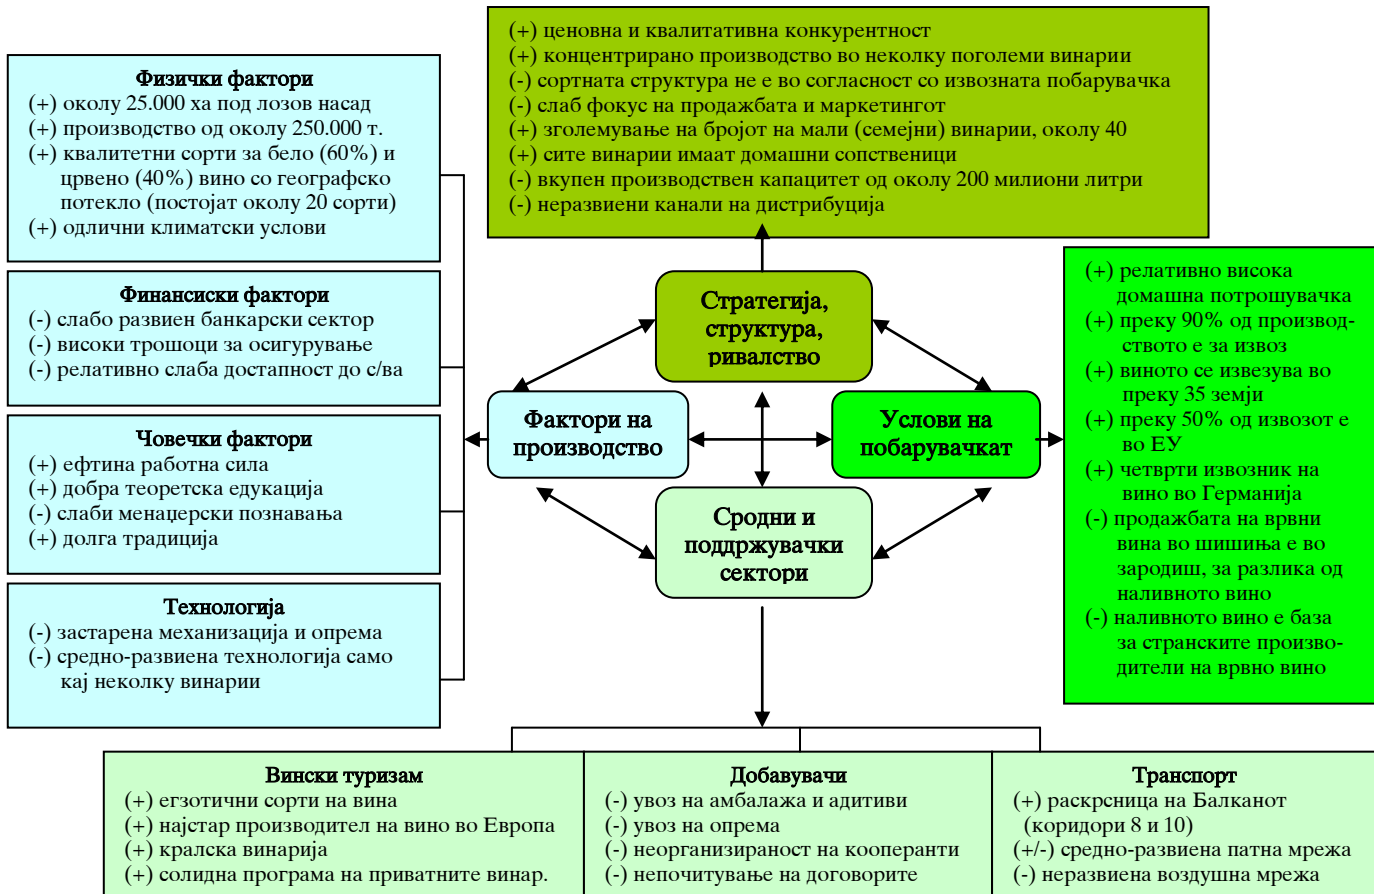 (+) ценовна и квалитативна конкурентност
(+) концентрирано производство во неколку поголеми винарии
(-) сортната структура не е во согласност со извозната побарувачка
(-) слаб фокус на продажбата и маркетингот
(+) зголемување на бројот на мали (семејни) винарии, околу 40
(+) сите винарии имаат домашни сопственици
(-) вкупен производствен капацитет од околу 200 милиони литри
(-) неразвиени канали на дистрибуција
Физички фактори
(+) околу 25.000 ха под лозов насад
(+) производство од околу 250.000 т.
(+) квалитетни сорти за бело (60%) и
црвено (40%) вино со географско
потекло (постојат околу 20 сорти)
(+) одлични климатски услови
Финансиски фактори
(-) слабо развиен банкарски сектор
(-) високи трошоци за осигурување
(-) релативно слаба достапност до с/ва
Човечки фактори
(+) ефтина работна сила
(+) добра теоретска едукација
(-) слаби менаџерски познавања
(+) долга традиција
Технологија
(-) застарена механизација и опрема
(-) средно-развиена технологија само
кај неколку винарии
Стратегија,
структура,
ривалство
Фактори на
производство
Услови на
побарувачкат
Сродни и
поддржувачки
сектори
(+) релативно висока
домашна потрошувачка
(+) преку 90% од производ-
ството е за извоз
(+) виното се извезува во
преку 35 земји
(+) преку 50% од извозот е
во ЕУ
(+) четврти извозник на
вино во Германија
(-) продажбата на врвни
вина во шишиња е во
зародиш, за разлика од
наливното вино
(-) наливното вино е база
за странските произво-
дители на врвно вино
Вински туризам
(+) егзотични сорти на вина
(+) најстар производител на вино во Европа
(+) кралска винарија
(+) солидна програма на приватните винар.
Добавувачи
(-) увоз на амбалажа и адитиви
(-) увоз на опрема
(-) неорганизираност на кооперанти
(-) непочитување на договорите
Транспорт
(+) раскрсница на Балканот
(коридори 8 и 10)
(+/-) средно-развиена патна мрежа
(-) неразвиена воздушна мрежа